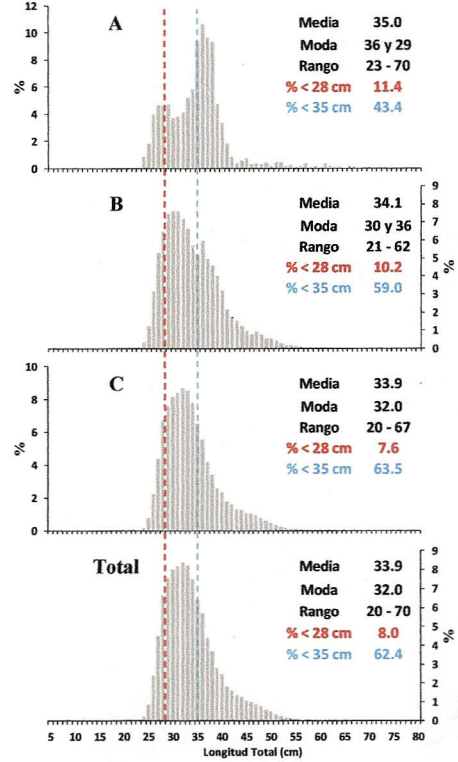 12
10
8
6
4
2
0
%
A
Media 35.0
Moda 36 y 29
Rango 23 - 70
% < 28 cm 11.4
% < 35 cm 43.4
9
8
7
6
5
4
3
2
1
0
%
B
Media 34.1
Moda 30 y 36
Rango 21 - 62
% < 28 cm 10.2
% < 35 cm 59.0
10
8
6
4
2
0
%
C
Media 33.9
Moda 32.0
Rango 20 - 67
% < 28 cm 7.6
% < 35 cm 63.5
9
8
7
6
5
4
3
2
1
0
%
Total
Media 33.9
Moda 32.0
Rango 20 - 70
% < 28 cm 8.0
% < 35 cm 62.4
5 10 15 20 25 30 35 40 45 50 55 60 65 70 75 80
Longitud Total (cm)